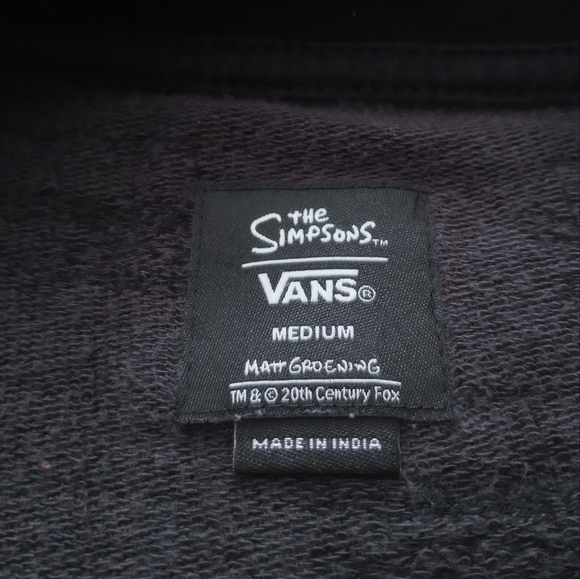 THE
SIMPSONS™
VANS®
MEDIUM
MATT GROENING
TM & © 20th Century Fox
MADE IN INDIA